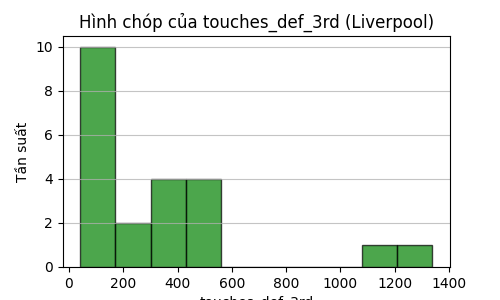 Hình chóp của touches_def_3rd (Liverpool)
10
8
6
4
2
0
Tần suất
0 200 400 600 800 1000 1200 1400
touches_def_3rd